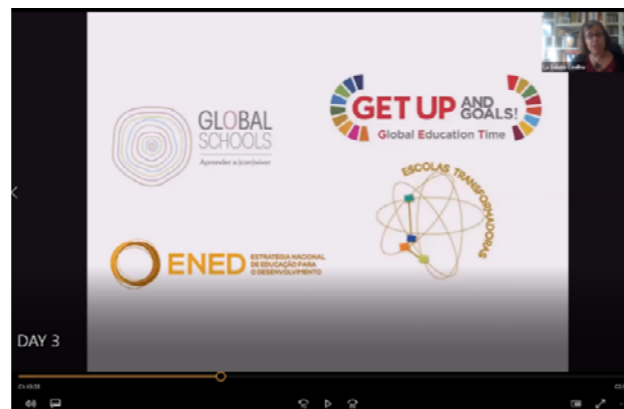 GLOBAL
SCHOOLS
Aprender a (con)viver
GET UP AND GOALS!
Global Education Time
ESCOLAS TRANSFORMADORAS
ENED
ESTRATÉGIA NACIONAL
DE EDUCAÇÃO PARA
O DESENVOLVIMENTO
DAY 3